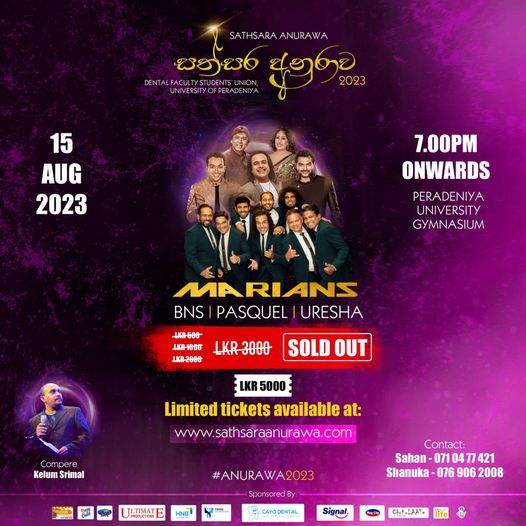 SATHSARA ANURAWA
සත්සර අනුරාව
2023
DENTAL FACULTY STUDENTS' UNION,
UNIVERSITY OF PERADENIYA
15
AUG
2023
7.00PM
ONWARDS
PERADENIYA
UNIVERSITY
GYMNASIUM
MARIANS
BNS | PASQUEL | URESHA
LKR 500
LKR 1000
LKR 2000
LKR 3000
SOLD OUT
LKR 5000
Limited tickets available at:
www.sathsaraanurawa.com
Compere
Kelum Srimal
Contact:
Sahan - 071 04 77 421
Shanuka - 076 906 2008
#ANURAWA2023
Sponsored By:
ULTIMATE
PRODUCTIONS
HNB
CAYO DENTAL
Signal